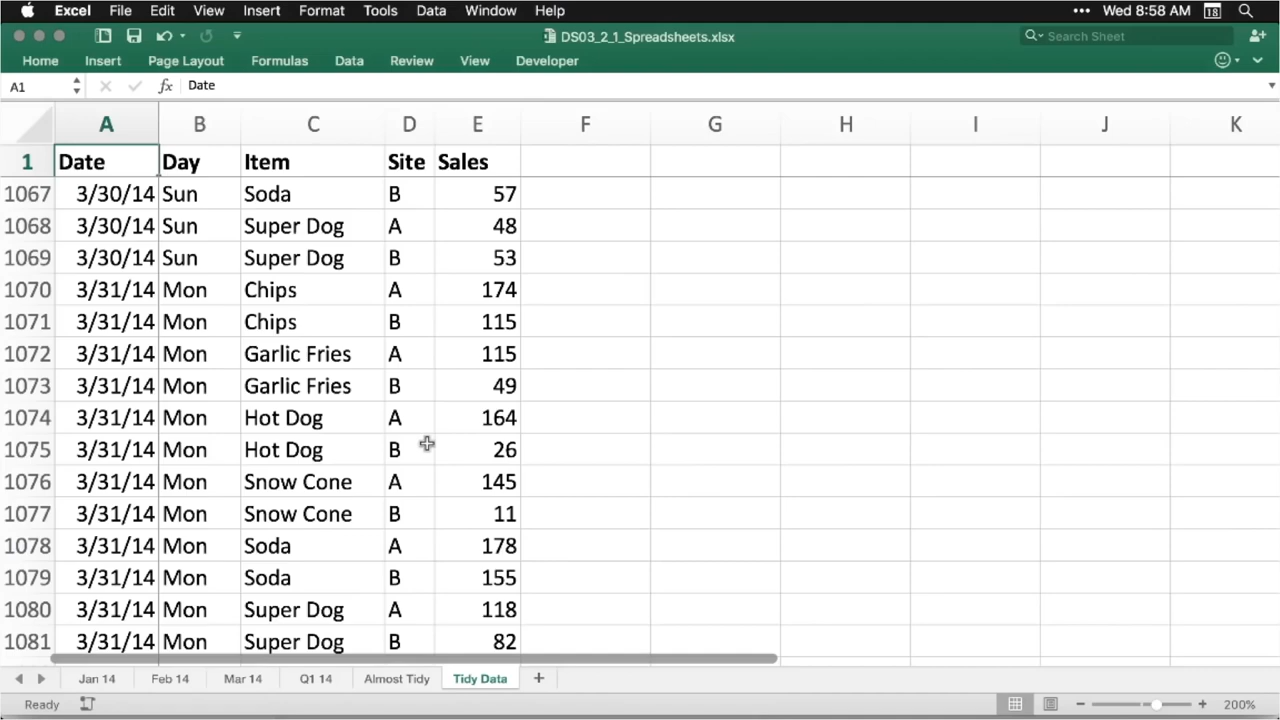 Excel File Edit View Insert Format Tools Data Window Help ••• Wed 8:58 AM 18
DS03_2_1_Spreadsheets.xlsx Search Sheet
Home Insert Page Layout Formulas Data Review View Developer
A1 fx Date
A B C D E F G H I J K
1 Date Day Item Site Sales
1067 3/30/14 Sun Soda B 57
1068 3/30/14 Sun Super Dog A 48
1069 3/30/14 Sun Super Dog B 53
1070 3/31/14 Mon Chips A 174
1071 3/31/14 Mon Chips B 115
1072 3/31/14 Mon Garlic Fries A 115
1073 3/31/14 Mon Garlic Fries B 49
1074 3/31/14 Mon Hot Dog A 164
1075 3/31/14 Mon Hot Dog B 26
1076 3/31/14 Mon Snow Cone A 145
1077 3/31/14 Mon Snow Cone B 11
1078 3/31/14 Mon Soda A 178
1079 3/31/14 Mon Soda B 155
1080 3/31/14 Mon Super Dog A 118
1081 3/31/14 Mon Super Dog B 82
Jan 14 Feb 14 Mar 14 Q1 14 Almost Tidy Tidy Data +
Ready 200%